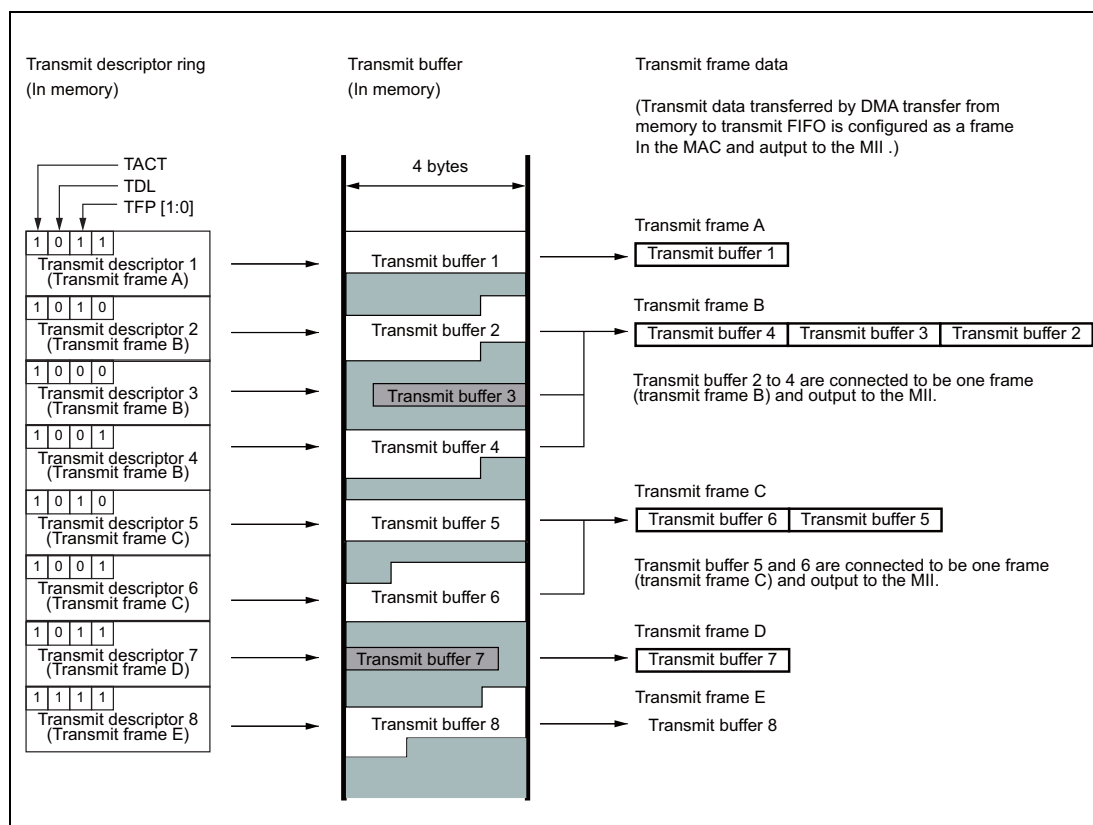 Transmit descriptor ring
(In memory)
Transmit buffer
(In memory)
Transmit frame data
(Transmit data transferred by DMA transfer from
memory to transmit FIFO is configured as a frame
In the MAC and autput to the MII .)
TACT
TDL
TFP [1:0]
4 bytes
1 0 1 1
Transmit descriptor 1
(Transmit frame A)
Transmit buffer 1
Transmit frame A
Transmit buffer 1
1 0 1 0
Transmit descriptor 2
(Transmit frame B)
Transmit buffer 2
Transmit frame B
Transmit buffer 4 Transmit buffer 3 Transmit buffer 2
1 0 0 0
Transmit descriptor 3
(Transmit frame B)
Transmit buffer 3
Transmit buffer 2 to 4 are connected to be one frame
(transmit frame B) and output to the MII.
1 0 0 1
Transmit descriptor 4
(Transmit frame B)
Transmit buffer 4
1 0 1 0
Transmit descriptor 5
(Transmit frame C)
Transmit buffer 5
Transmit frame C
Transmit buffer 6 Transmit buffer 5
1 0 0 1
Transmit descriptor 6
(Transmit frame C)
Transmit buffer 6
Transmit buffer 5 and 6 are connected to be one frame
(transmit frame C) and output to the MII.
1 0 1 1
Transmit descriptor 7
(Transmit frame D)
Transmit buffer 7
Transmit frame D
Transmit buffer 7
1 1 1 1
Transmit descriptor 8
(Transmit frame E)
Transmit buffer 8
Transmit frame E
Transmit buffer 8